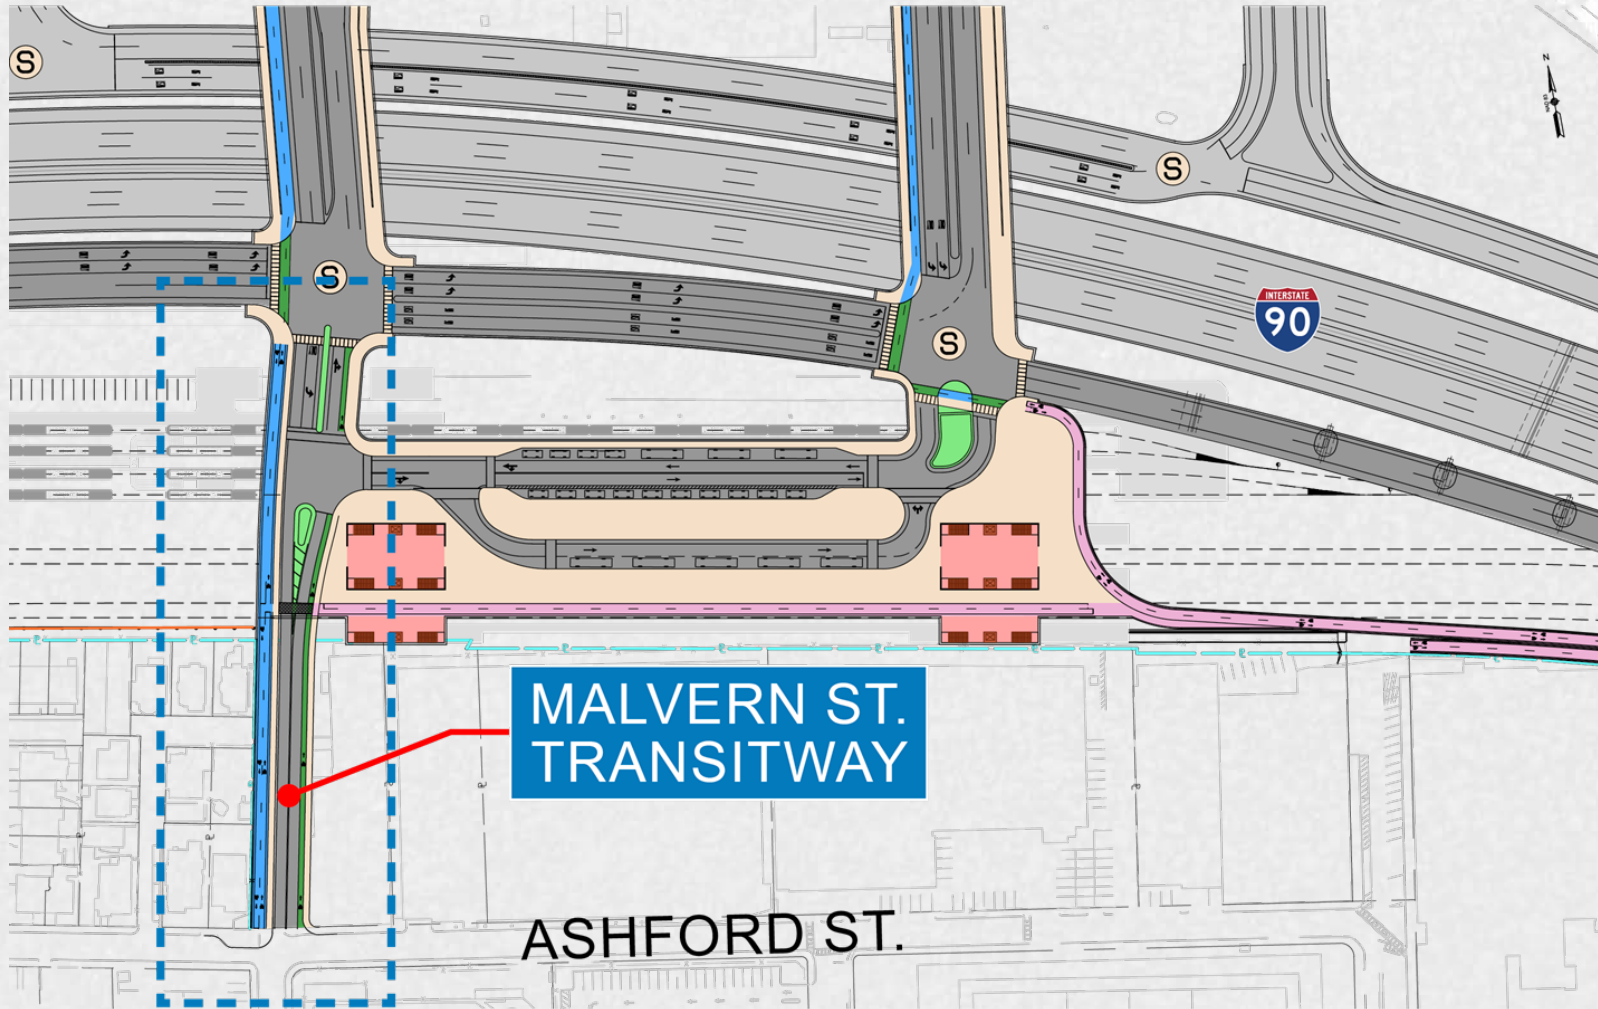 S
N
S
S
INTERSTATE
90
S
MALVERN ST.
TRANSITWAY
ASHFORD ST.